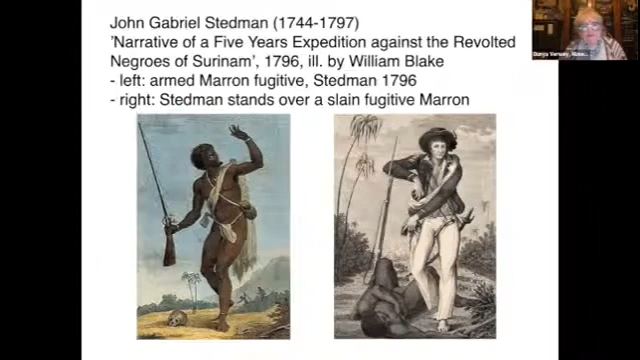 John Gabriel Stedman (1744-1797)
'Narrative of a Five Years Expedition against the Revolted
Negroes of Surinam', 1796, ill. by William Blake
- left: armed Marron fugitive, Stedman 1796
- right: Stedman stands over a slain fugitive Marron